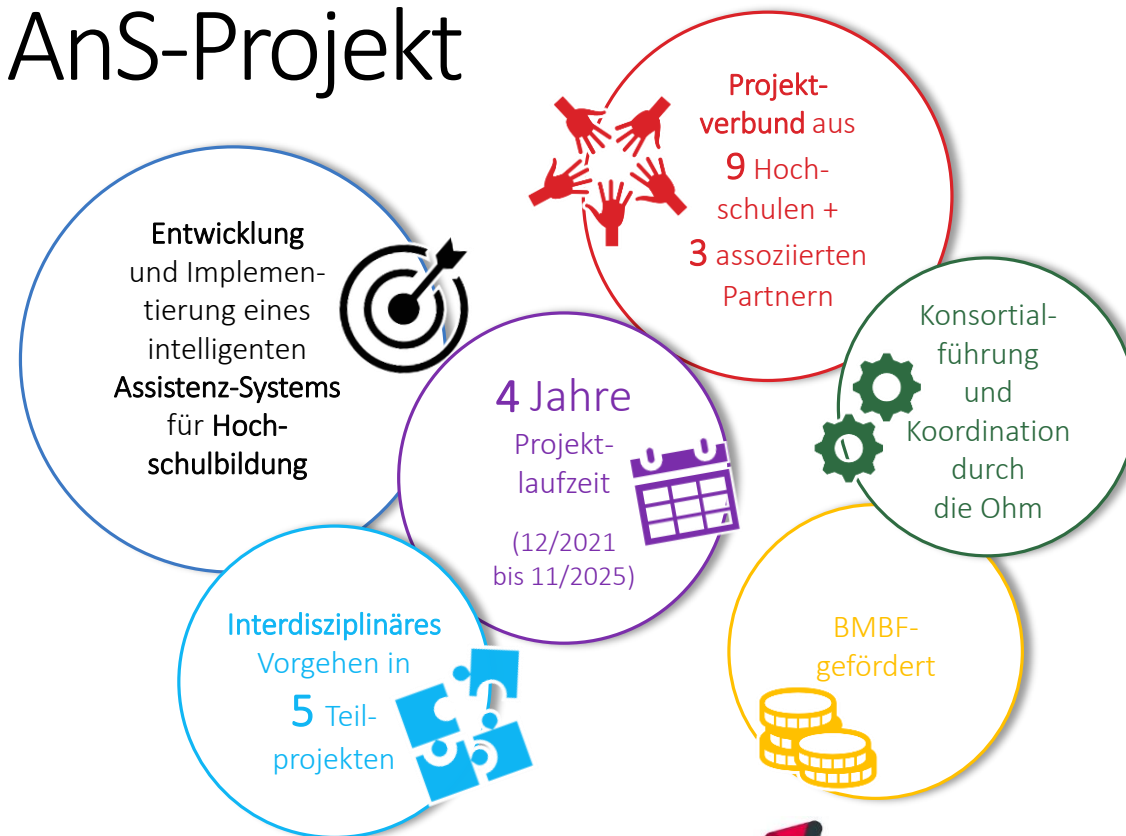 AnS-Projekt
Projekt-
verbund aus
9 Hoch-
schulen +
3 assoziierten
Partnern
Entwicklung
und Implemen-
tierung eines
intelligenten
Assistenz-Systems
für Hoch-
schulbildung
4 Jahre
Projekt-
laufzeit
(12/2021
bis 11/2025)
Konsortial-
führung
und
Koordination
durch
die Ohm
Interdisziplinäres
Vorgehen in
5 Teil-
projekten
BMBF-
gefördert